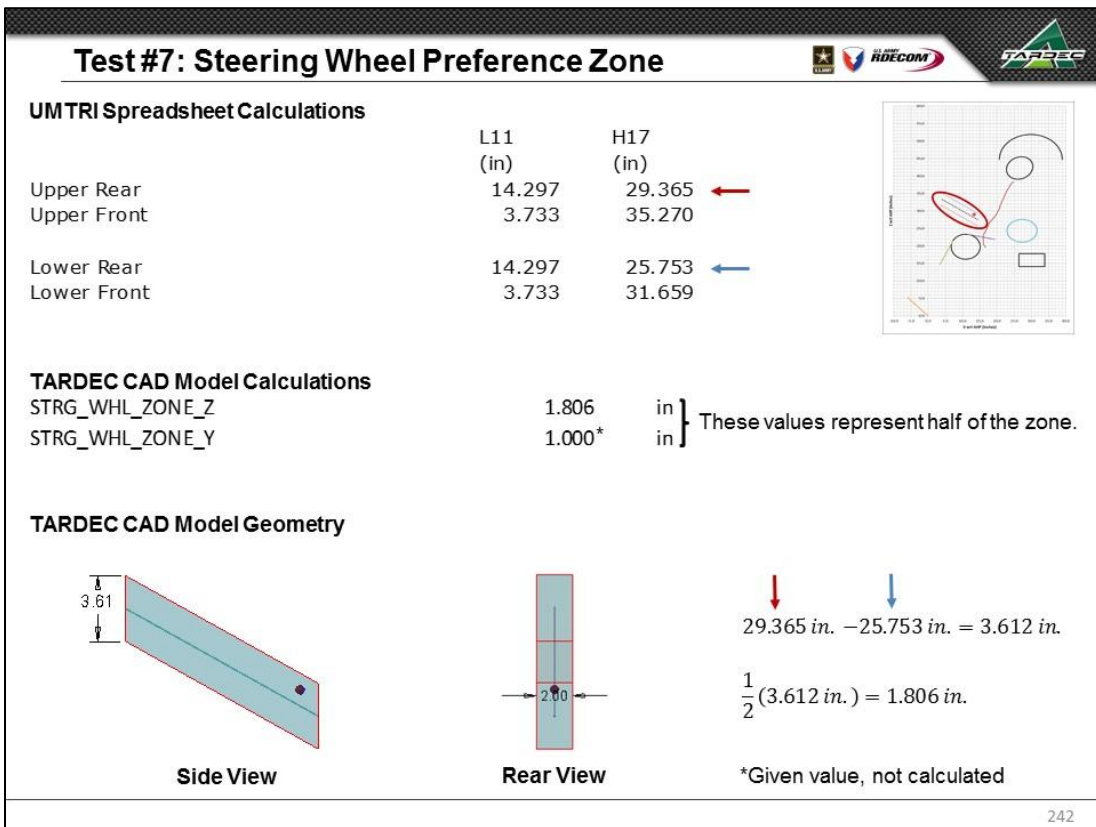 Test #7: Steering Wheel Preference Zone
U.S. ARMY
RDECOM
TARDEC
UMTRI Spreadsheet Calculations
L11 H17
(in) (in)
Upper Rear 14.297 29.365
Upper Front 3.733 35.270
Lower Rear 14.297 25.753
Lower Front 3.733 31.659
TARDEC CAD Model Calculations
STRG_WHL_ZONE_Z 1.806 in
STRG_WHL_ZONE_Y 1.000* in
These values represent half of the zone.
TARDEC CAD Model Geometry
3.61
2.00
29.365 in. −25.753 in. = 3.612 in.
1/2(3.612 in.) = 1.806 in.
Side View
Rear View
*Given value, not calculated
242